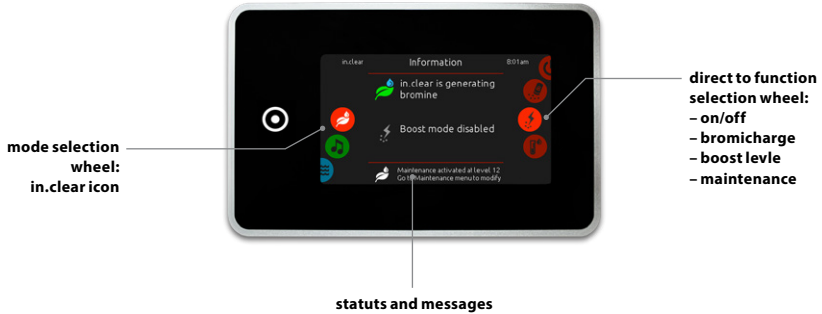 in.clear Information 8:01am
in.clear is generating
bromine
Boost mode disabled
Maintenance activated at level 12
Go to Maintenance menu to modify
mode selection
wheel:
in.clear icon
direct to function
selection wheel:
– on/off
– bromicharge
– boost levle
– maintenance
statuts and messages